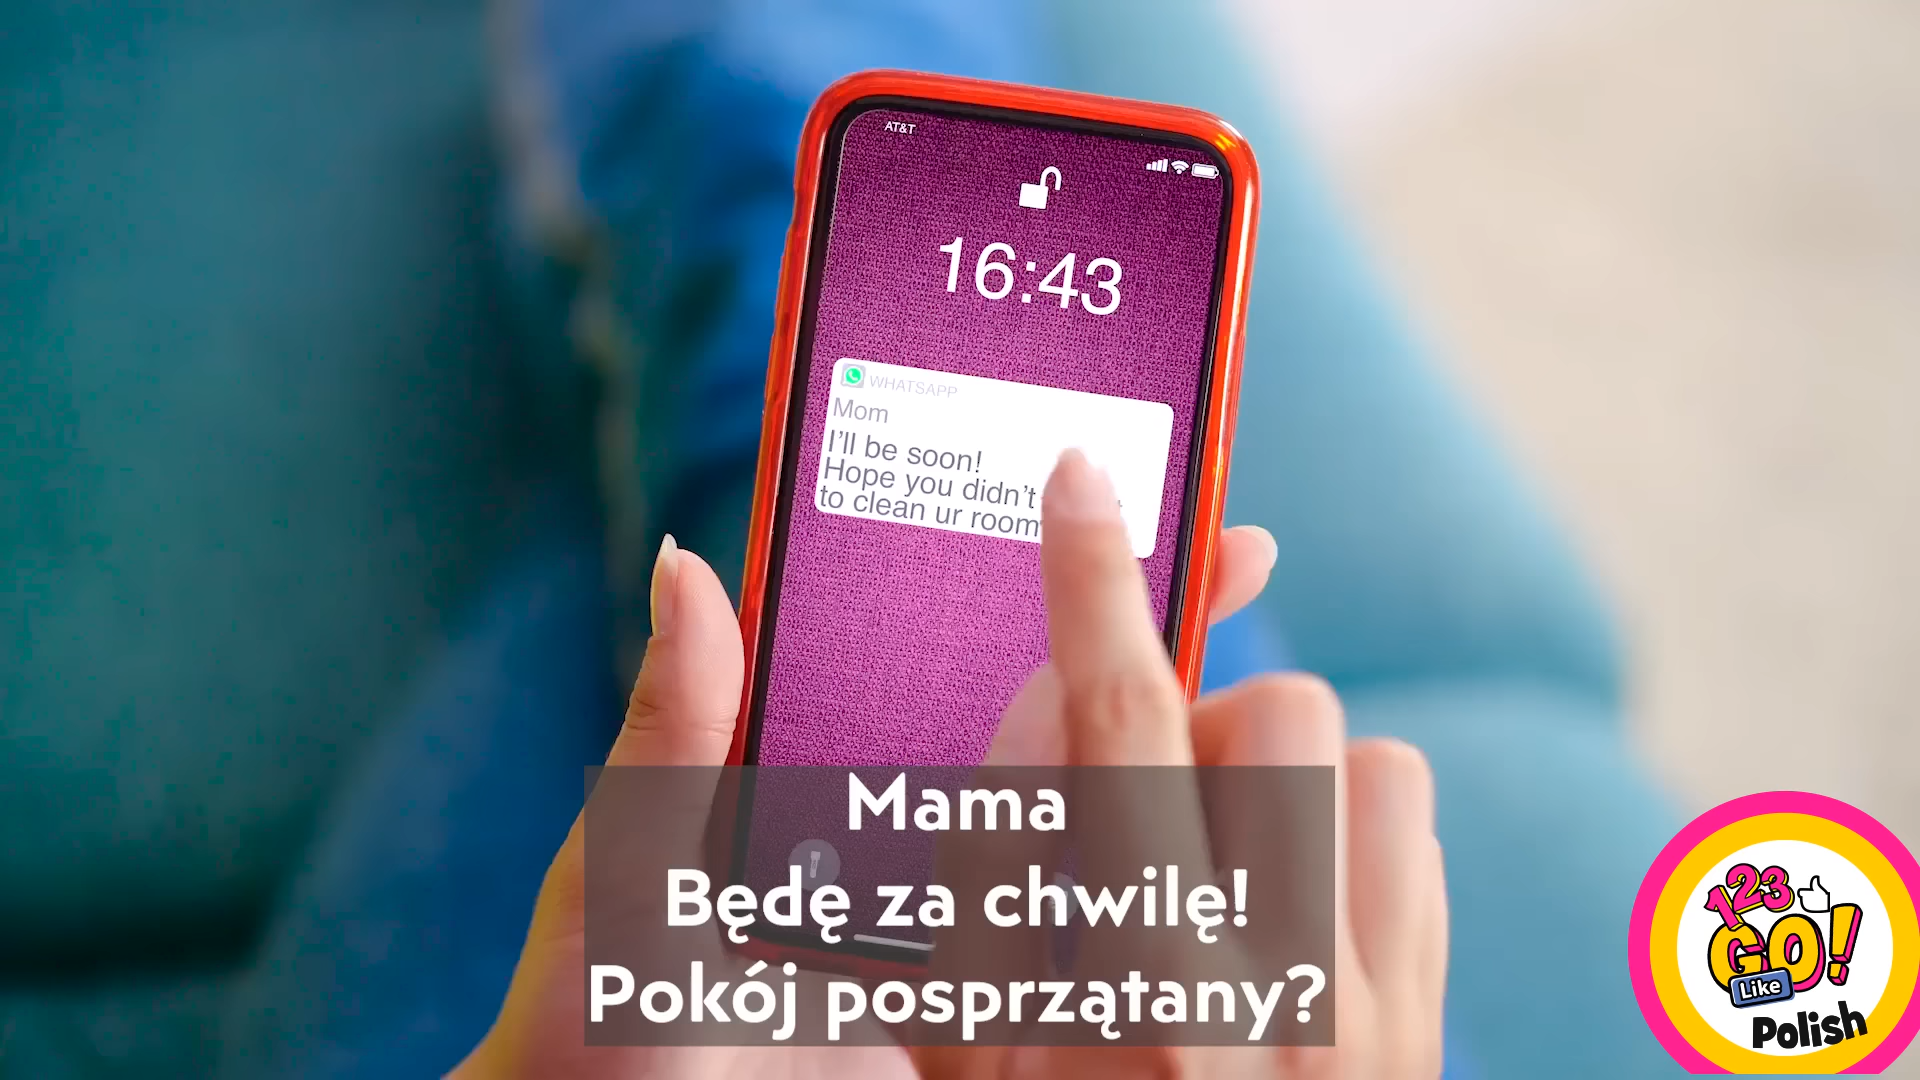 AT&T
16:43
WHATSAPP
Mom
I'll be soon!
Hope you didn't
to clean ur room
Mama
Będę za chwilę!
Pokój posprzątany?
123
GO!
Like
Polish